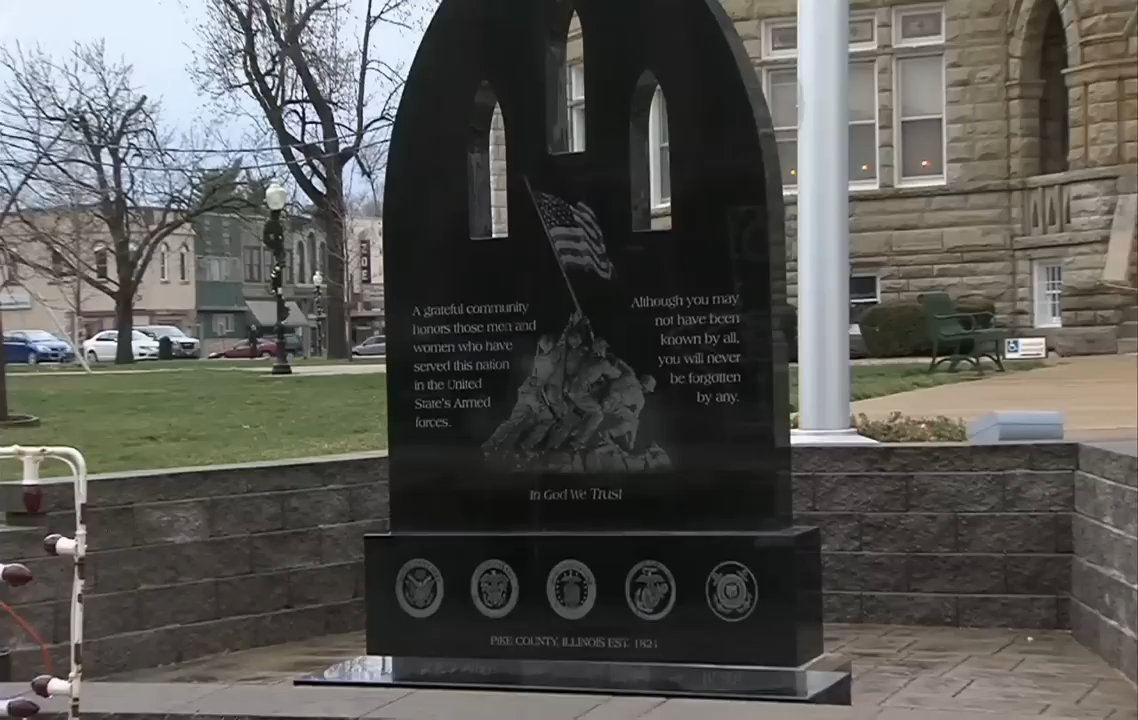 A grateful community
honors those men and
women who have
served this nation
in the United
State's Armed
forces.
Although you may
not have been
known by all,
you will never
be forgotten
by any.
In God We Trust
PIKE COUNTY, ILLINOIS EST. 1821